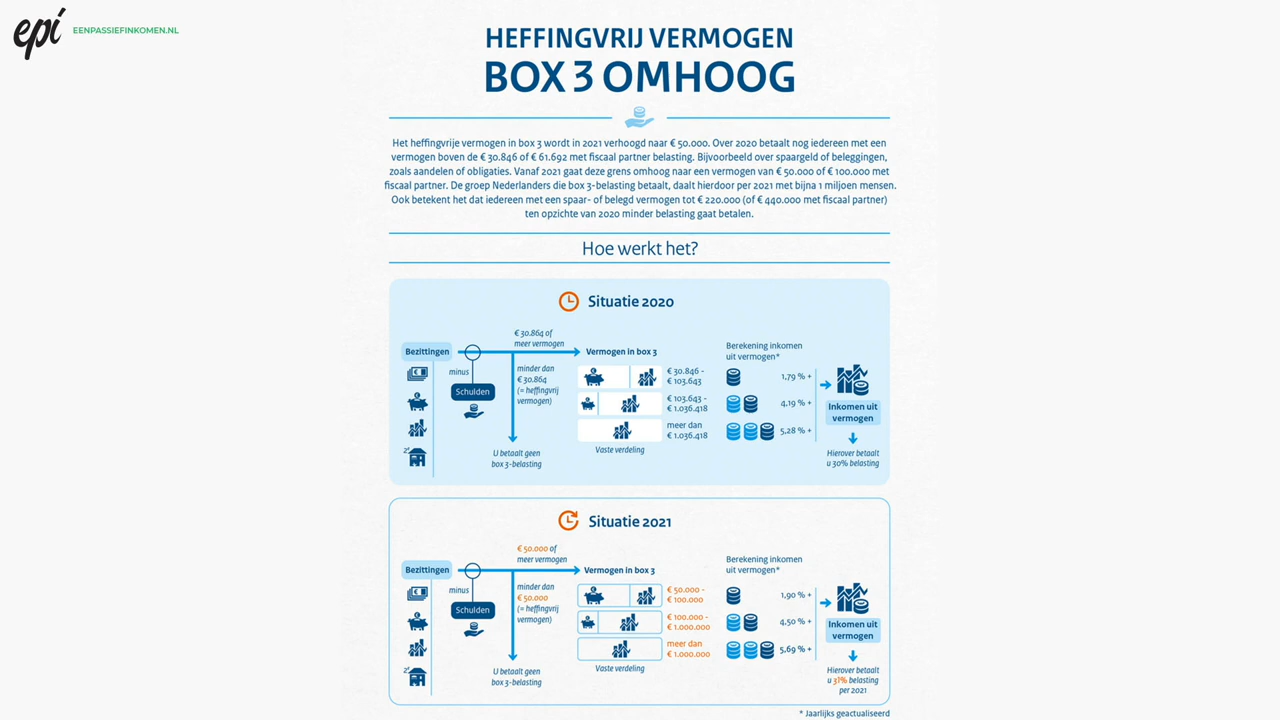 epi
EENPASSIEFINKOMEN.NL
HEFFINGVRIJ VERMOGEN
BOX 3 OMHOOG
Het heffingvrije vermogen in box 3 wordt in 2021 verhoogd naar € 50.000. Over 2020 betaalt nog iedereen met een
vermogen boven de € 30.846 of € 61.692 met fiscaal partner belasting. Bijvoorbeeld over spaargeld of beleggingen,
zoals aandelen of obligaties. Vanaf 2021 gaat deze grens omhoog naar een vermogen van € 50.000 of € 100.000 met
fiscaal partner. De groep Nederlanders die box 3-belasting betaalt, daalt hierdoor per 2021 met bijna 1 miljoen mensen.
Ook betekent het dat iedereen met een spaar- of belegd vermogen tot € 220.000 (of € 440.000 met fiscaal partner)
ten opzichte van 2020 minder belasting gaat betalen.
Hoe werkt het?
Situatie 2020
Bezittingen
minus
Schulden
2e
€ 30.864 of
meer vermogen
minder dan
€ 30.864
(= heffingvrij
vermogen)
U betaalt geen
box 3-belasting
Vermogen in box 3
€ 30.846 -
€ 103.643
€ 103.643 -
€ 1.036.418
meer dan
€ 1.036.418
Vaste verdeling
Berekening inkomen
uit vermogen*
1,79 % +
4,19 % +
5,28 % +
Inkomen uit
vermogen
Hierover betaalt
u 30% belasting
Situatie 2021
Bezittingen
minus
Schulden
2e
€ 50.000 of
meer vermogen
minder dan
€ 50.000
(= heffingvrij
vermogen)
U betaalt geen
box 3-belasting
Vermogen in box 3
€ 50.000 -
€ 100.000
€ 100.000 -
€ 1.000.000
meer dan
€ 1.000.000
Vaste verdeling
Berekening inkomen
uit vermogen*
1,90 % +
4,50 % +
5,69 % +
Inkomen uit
vermogen
Hierover betaalt
u 31% belasting
per 2021
* Jaarlijks geactualiseerd